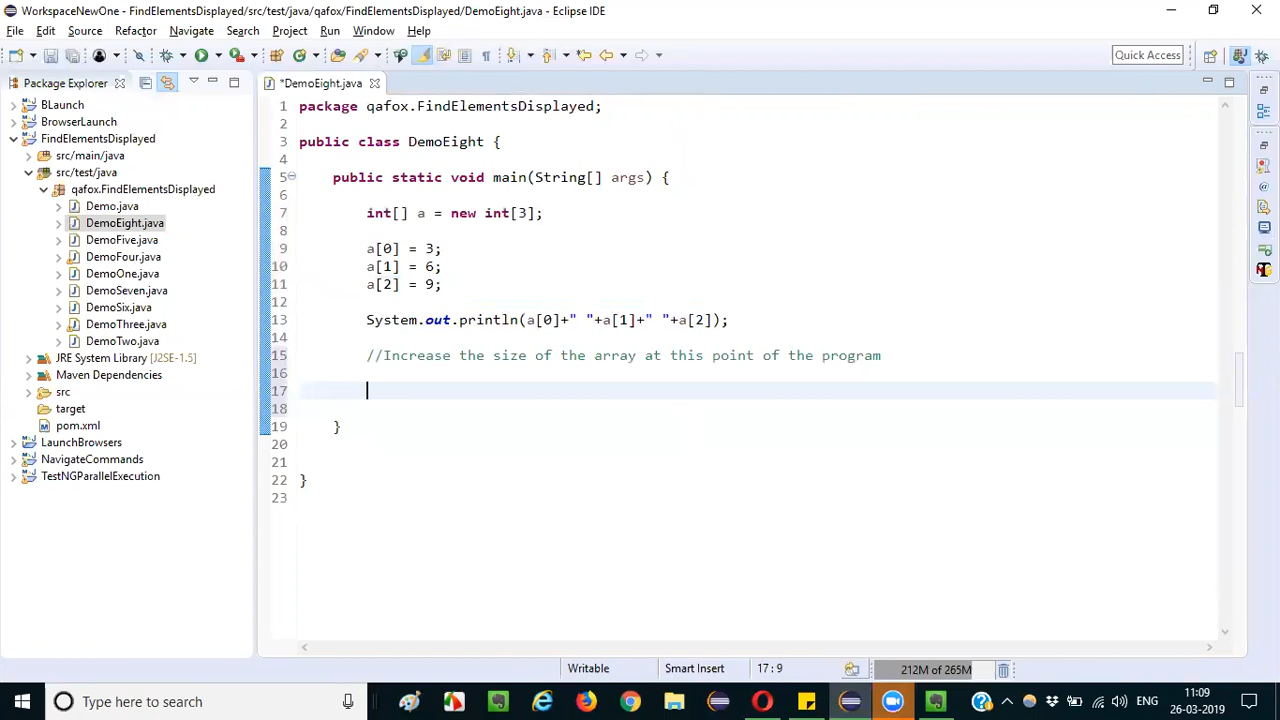 WorkspaceNewOne - FindElementsDisplayed/src/test/java/qafox/FindElementsDisplayed/DemoEight.java - Eclipse IDE
File Edit Source Refactor Navigate Search Project Run Window Help
Quick Access
Package Explorer
BLaunch
BrowserLaunch
FindElementsDisplayed
src/main/java
src/test/java
qafox.FindElementsDisplayed
Demo.java
DemoEight.java
DemoFive.java
DemoFour.java
DemoOne.java
DemoSeven.java
DemoSix.java
DemoThree.java
DemoTwo.java
JRE System Library [J2SE-1.5]
Maven Dependencies
src
target
pom.xml
LaunchBrowsers
NavigateCommands
TestNGParallelExecution
*DemoEight.java
1 package qafox.FindElementsDisplayed;
2
3 public class DemoEight {
4
5 public static void main(String[] args) {
6
7 int[] a = new int[3];
8
9 a[0] = 3;
10 a[1] = 6;
11 a[2] = 9;
12
13 System.out.println(a[0]+" "+a[1]+" "+a[2]);
14
15 //Increase the size of the array at this point of the program
16
17
18
19 }
20
21
22 }
23
Writable Smart Insert 17 : 9 212M of 265M
Type here to search
ENG
11:09
26-03-2019